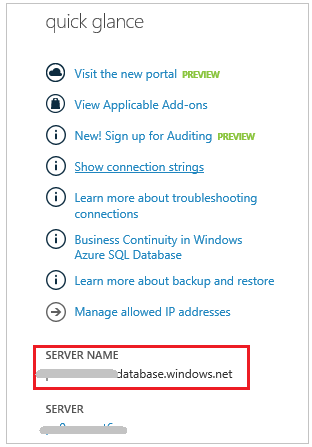 quick glance
Visit the new portal PREVIEW
View Applicable Add-ons
New! Sign up for Auditing PREVIEW
Show connection strings
Learn more about troubleshooting
connections
Business Continuity in Windows
Azure SQL Database
Learn more about backup and restore
Manage allowed IP addresses
SERVER NAME
database.windows.net
SERVER